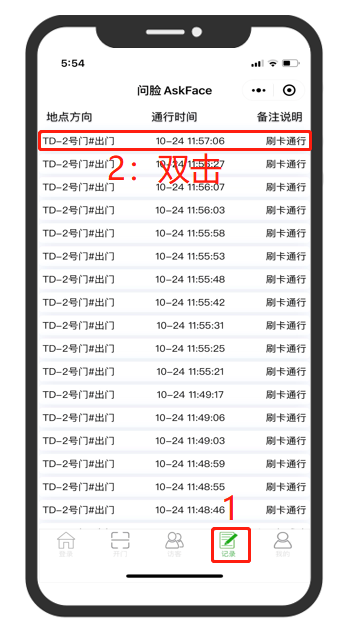 5:54
问脸 AskFace
地点方向 通行时间 备注说明
TD-2号门#出门 10-24 11:57:06 刷卡通行
TD-2号门#出门 10-24 11:56:27 刷卡通行
2：双击
TD-2号门#出门 10-24 11:56:07 刷卡通行
TD-2号门#出门 10-24 11:56:03 刷卡通行
TD-2号门#出门 10-24 11:55:58 刷卡通行
TD-2号门#出门 10-24 11:55:53 刷卡通行
TD-2号门#出门 10-24 11:55:48 刷卡通行
TD-2号门#出门 10-24 11:55:42 刷卡通行
TD-2号门#出门 10-24 11:55:31 刷卡通行
TD-2号门#出门 10-24 11:55:25 刷卡通行
TD-2号门#出门 10-24 11:55:21 刷卡通行
TD-2号门#出门 10-24 11:49:17 刷卡通行
TD-2号门#出门 10-24 11:49:06 刷卡通行
TD-2号门#出门 10-24 11:49:03 刷卡通行
TD-2号门#出门 10-24 11:48:59 刷卡通行
TD-2号门#出门 10-24 11:48:55 刷卡通行
TD-2号门#出门 10-24 11:48:46 刷卡通行
1
开门 访客 记录 我的